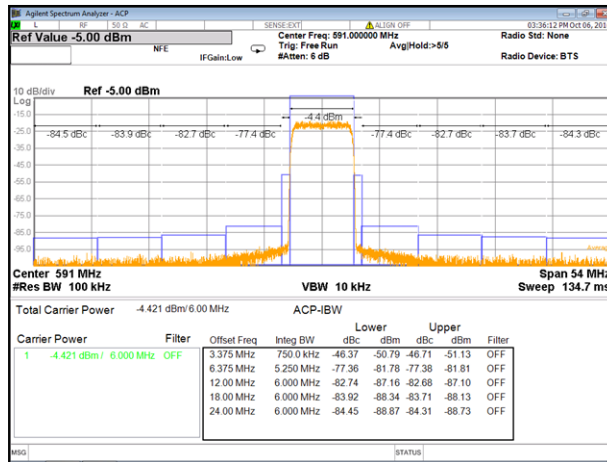 Agilent Spectrum Analyzer - ACP
L RF 50 Ω AC SENSE:EXT ALIGN OFF 03:36:12 PM Oct 06, 201
Ref Value -5.00 dBm Center Freq: 591.000000 MHz Radio Std: None
NFE Trig: Free Run Avg|Hold:>5/5
IFGain:Low #Atten: 6 dB Radio Device: BTS
10 dB/div Ref -5.00 dBm
Log
-15.0 -4.4 dBm
-25.0 -84.5 dBc -83.9 dBc -82.7 dBc -77.4 dBc -77.4 dBc -82.7 dBc -83.7 dBc -84.3 dBc
-35.0
-45.0
-55.0
-65.0
-75.0
-85.0
-95.0 Average
Center 591 MHz Span 54 MHz
#Res BW 100 kHz VBW 10 kHz Sweep 134.7 ms
Total Carrier Power -4.421 dBm/ 6.00 MHz ACP-IBW
Lower Upper
Carrier Power Filter Offset Freq Integ BW dBc dBm dBc dBm Filter
1 -4.421 dBm / 6.000 MHz OFF 3.375 MHz 750.0 kHz -46.37 -50.79 -46.71 -51.13 OFF
6.375 MHz 5.250 MHz -77.36 -81.78 -77.38 -81.81 OFF
12.00 MHz 6.000 MHz -82.74 -87.16 -82.68 -87.10 OFF
18.00 MHz 6.000 MHz -83.92 -88.34 -83.71 -88.13 OFF
24.00 MHz 6.000 MHz -84.45 -88.87 -84.31 -88.73 OFF
MSG STATUS